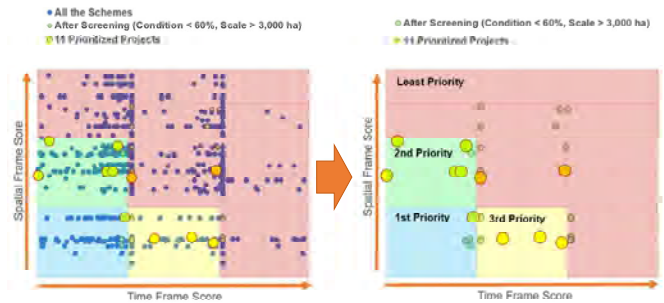 All the Schemes
After Screening (Condition < 60%, Scale > 3,000 ha)
11 Prioritized Projects
Spatial Frame Sore
Time Frame Score
After Screening (Condition < 60%, Scale > 3,000 ha)
11 Prioritized Projects
Least Priority
2nd Priority
1st Priority
3rd Priority
Spatial Frame Score
Time Frame Score